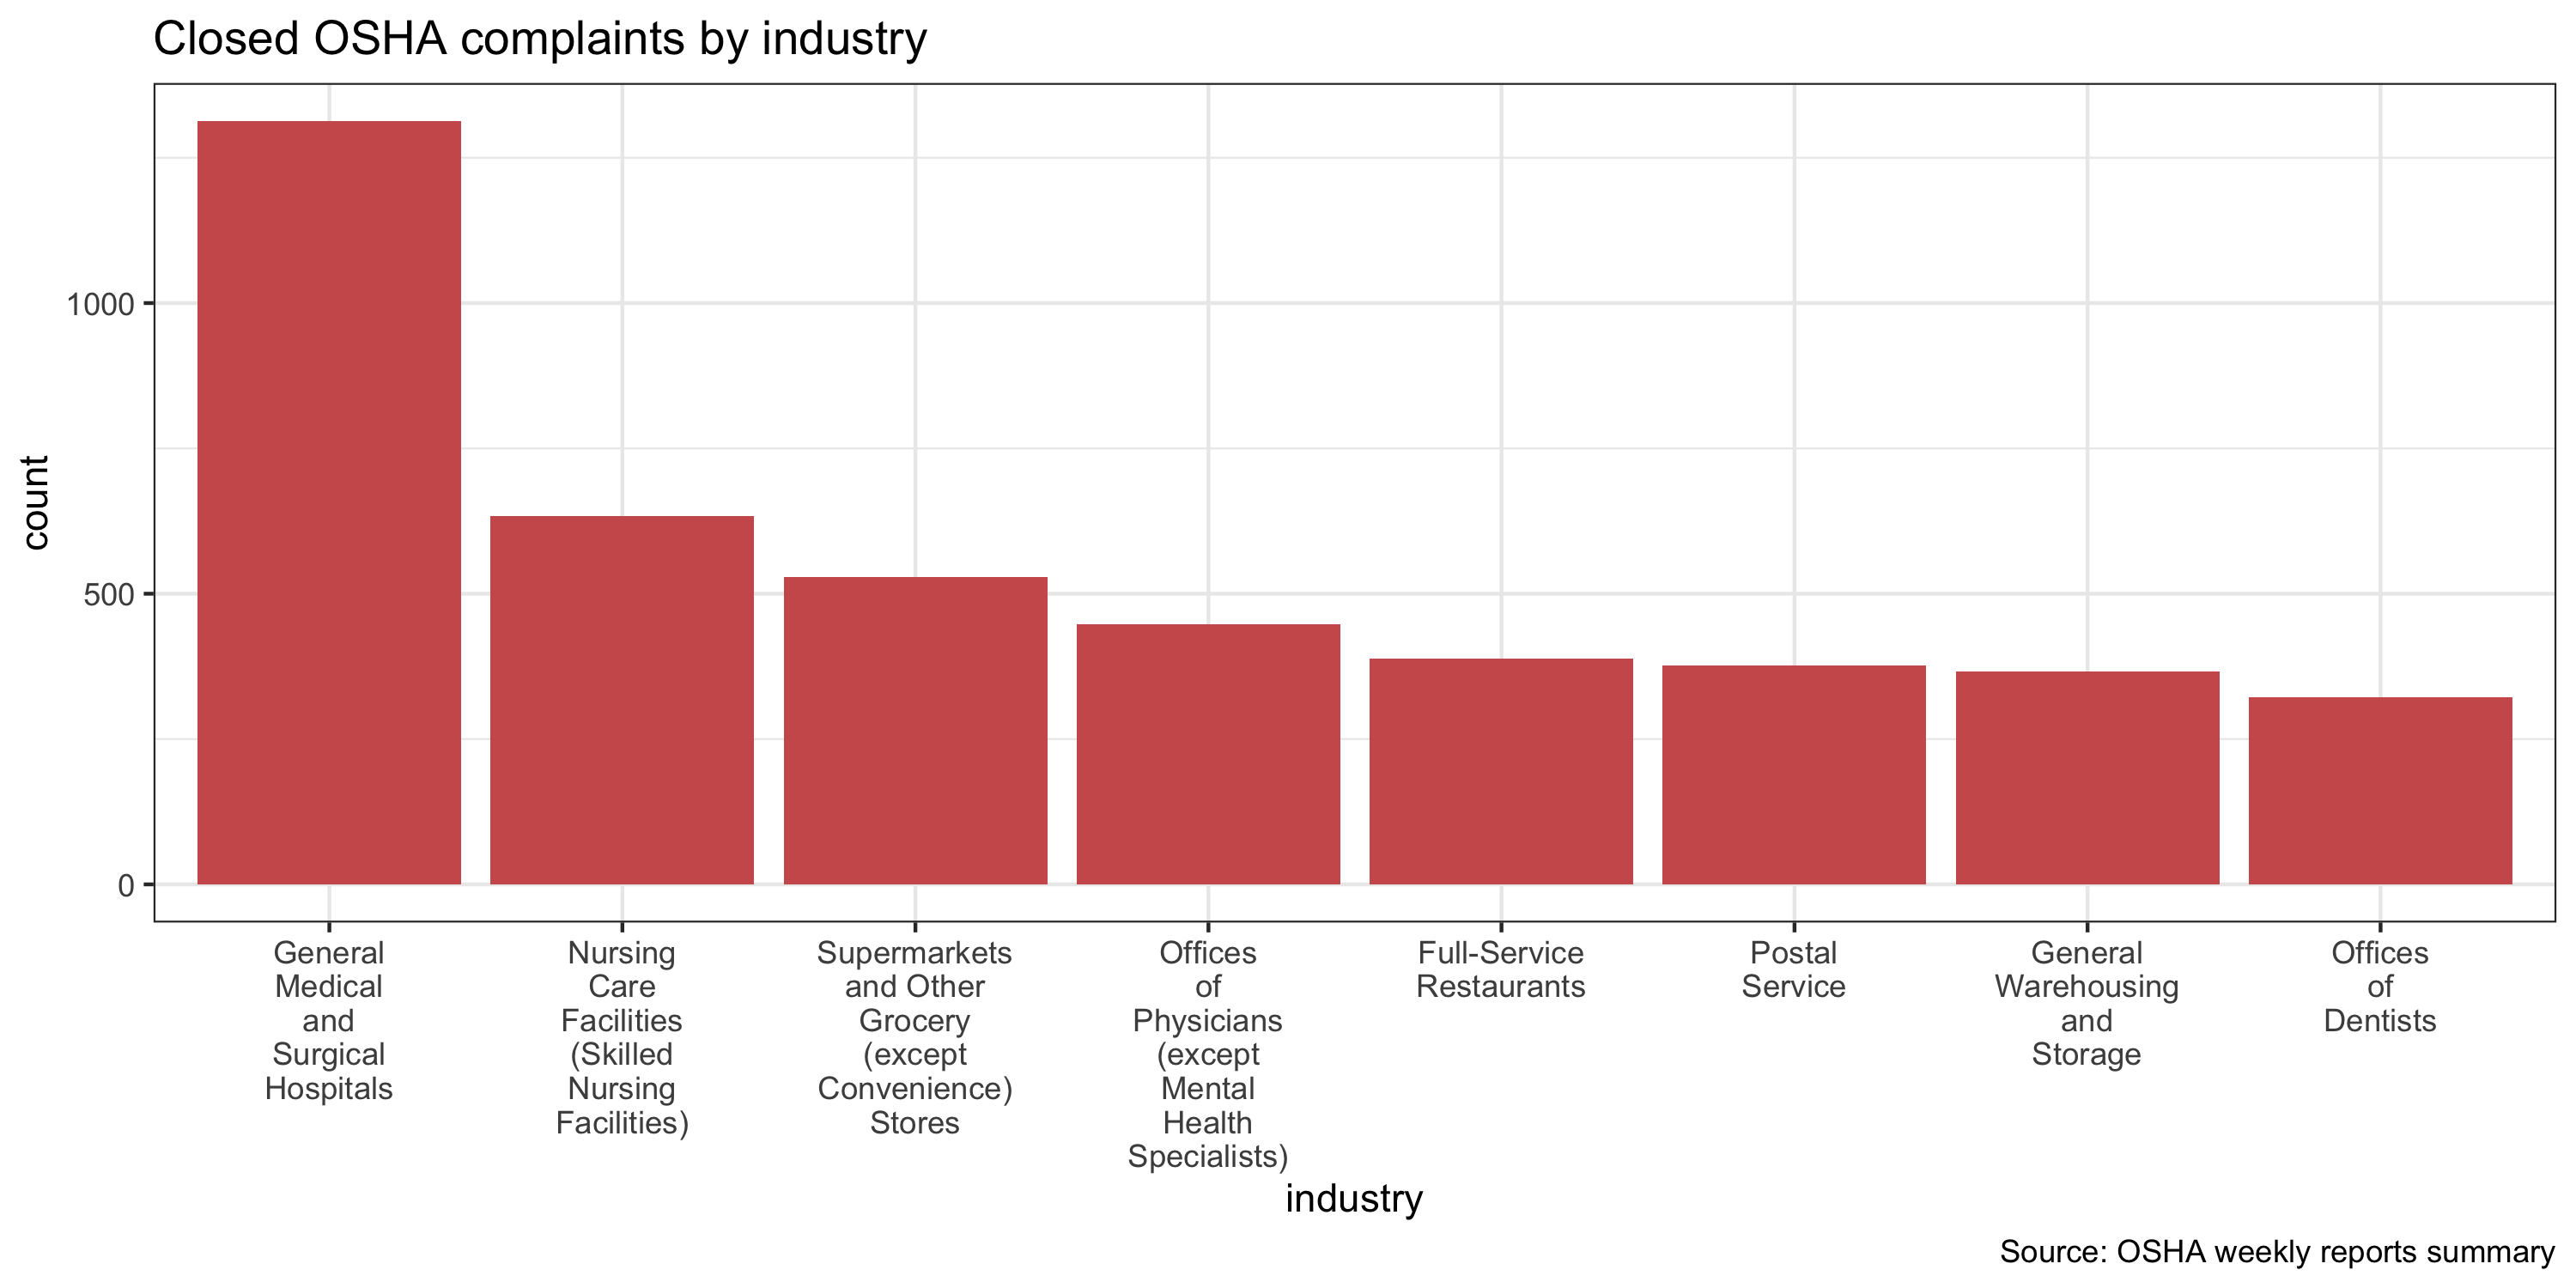 Closed OSHA complaints by industry
count
1000
500
0
General
Medical
and
Surgical
Hospitals
Nursing
Care
Facilities
(Skilled
Nursing
Facilities)
Supermarkets
and Other
Grocery
(except
Convenience)
Stores
Offices
of
Physicians
(except
Mental
Health
Specialists)
Full-Service
Restaurants
Postal
Service
General
Warehousing
and
Storage
Offices
of
Dentists
industry
Source: OSHA weekly reports summary